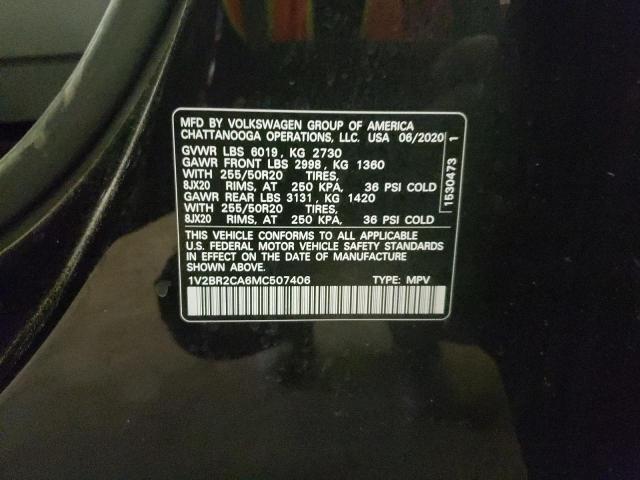 MFD BY VOLKSWAGEN GROUP OF AMERICA
CHATTANOOGA OPERATIONS, LLC. USA 06/2020
GVWR LBS 6019, KG 2730
GAWR FRONT LBS 2998, KG 1360
WITH 255/50R20 TIRES,
8JX20 RIMS, AT 250 KPA, 36 PSI COLD
GAWR REAR LBS 3131, KG 1420
WITH 255/50R20 TIRES,
8JX20 RIMS, AT 250 KPA, 36 PSI COLD
THIS VEHICLE CONFORMS TO ALL APPLICABLE
U.S. FEDERAL MOTOR VEHICLE SAFETY STANDARDS
IN EFFECT ON THE DATE OF MANUFACTURE
SHOWN ABOVE.
1V2BR2CA6MC507406 TYPE: MPV
1530473 1